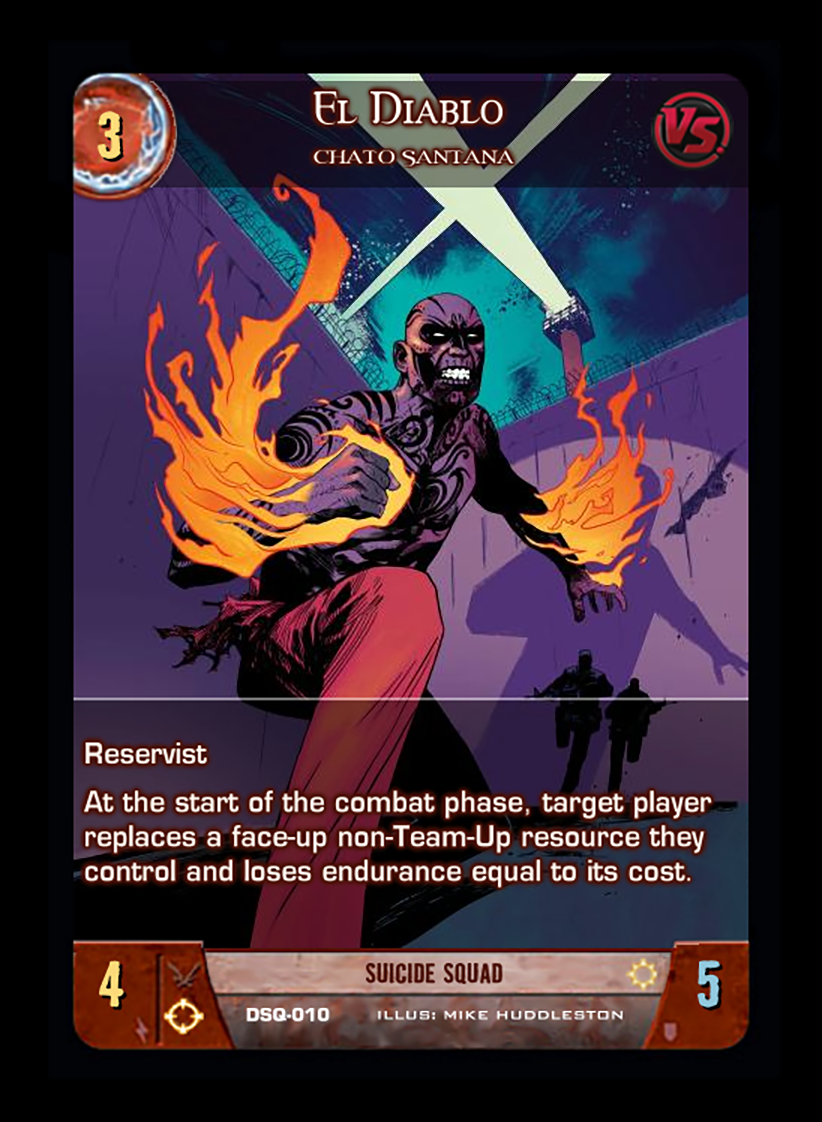 3
El Diablo
VS.
Chato Santana
Reservist
At the start of the combat phase, target player
replaces a face-up non-Team-Up resource they
control and loses endurance equal to its cost.
4
SUICIDE SQUAD
5
DSQ-010 ILLUS: MIKE HUDDLESTON